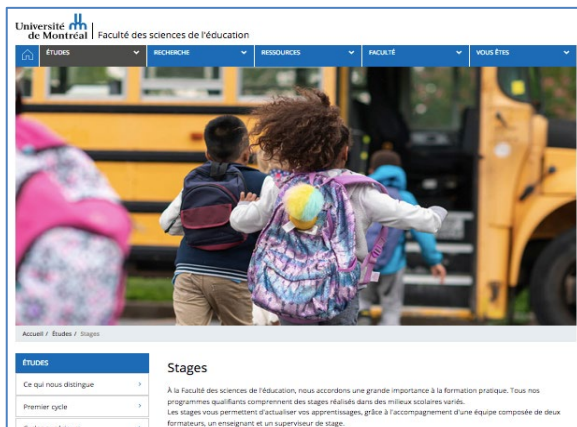 Université
de Montréal
Faculté des sciences de l'éducation
ÉTUDES
RECHERCHE
RESSOURCES
FACULTÉ
VOUS ÊTES
Accueil / Études / Stages
ÉTUDES
Ce qui nous distingue
Premier cycle
Stages
À la Faculté des sciences de l'éducation, nous accordons une grande importance à la formation pratique. Tous nos
programmes qualifiants comprennent des stages réalisés dans des milieux scolaires variés.
Les stages vous permettent d'actualiser vos apprentissages, grâce à l'accompagnement d'une équipe composée de deux
formateurs, un enseignant et un superviseur de stage.